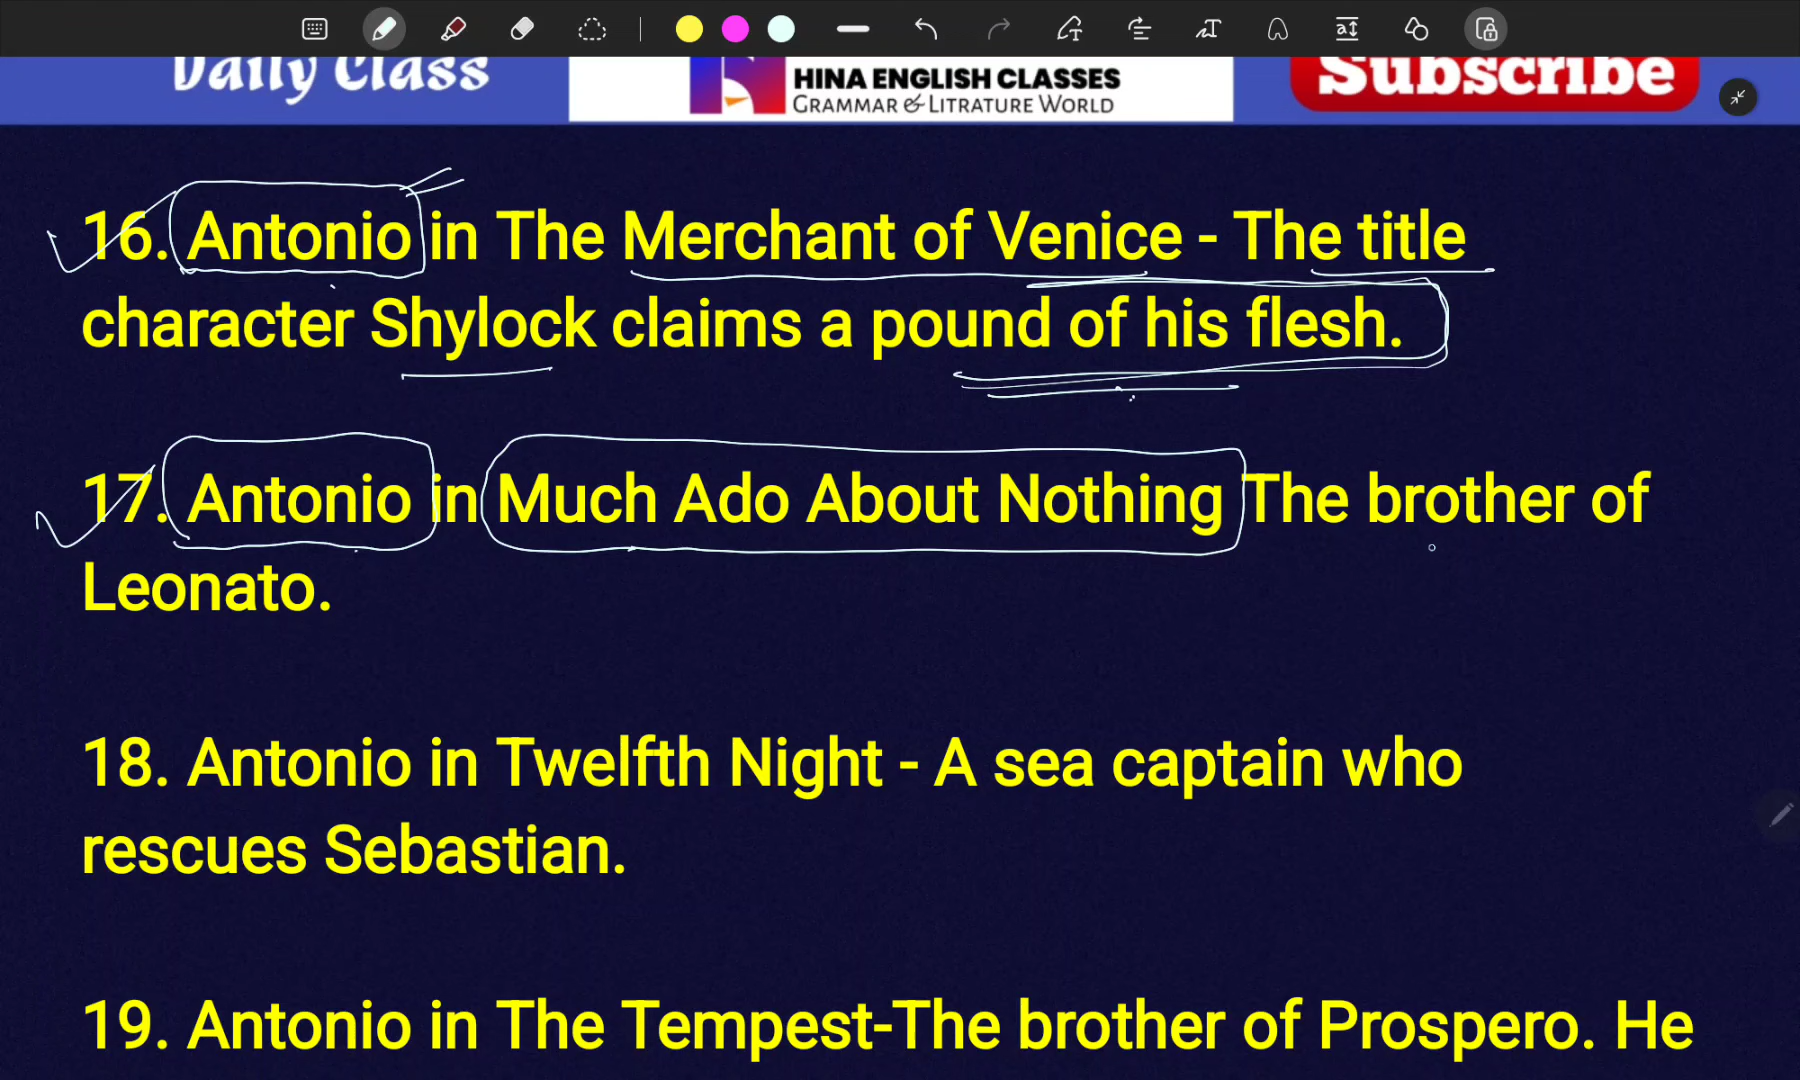 Daily Class
HINA ENGLISH CLASSES
GRAMMAR & LITRATURE WORLD
Subscribe
16. Antonio in The Merchant of Venice - The title
character Shylock claims a pound of his flesh.
17. Antonio in Much Ado About Nothing The brother of
Leonato.
18. Antonio in Twelfth Night - A sea captain who
rescues Sebastian.
19. Antonio in The Tempest-The brother of Prospero. He